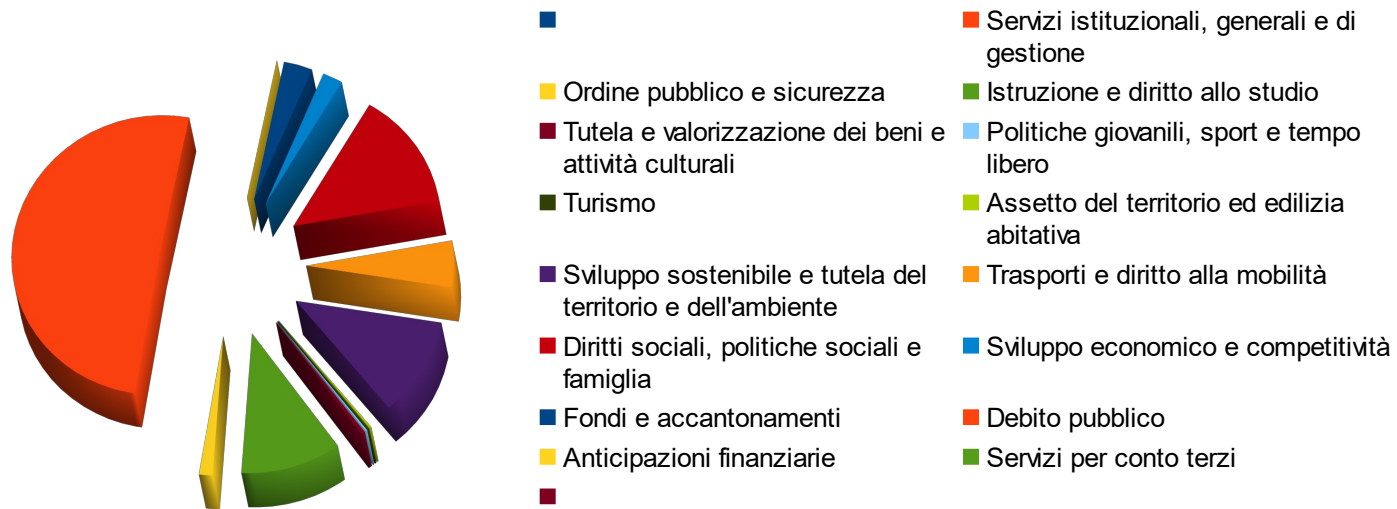 Servizi istituzionali, generali e di
gestione
Ordine pubblico e sicurezza
Istruzione e diritto allo studio
Tutela e valorizzazione dei beni e
attività culturali
Politiche giovanili, sport e tempo
libero
Turismo
Assetto del territorio ed edilizia
abitativa
Sviluppo sostenibile e tutela del
territorio e dell'ambiente
Trasporti e diritto alla mobilità
Diritti sociali, politiche sociali e
famiglia
Sviluppo economico e competitività
Fondi e accantonamenti
Debito pubblico
Anticipazioni finanziarie
Servizi per conto terzi